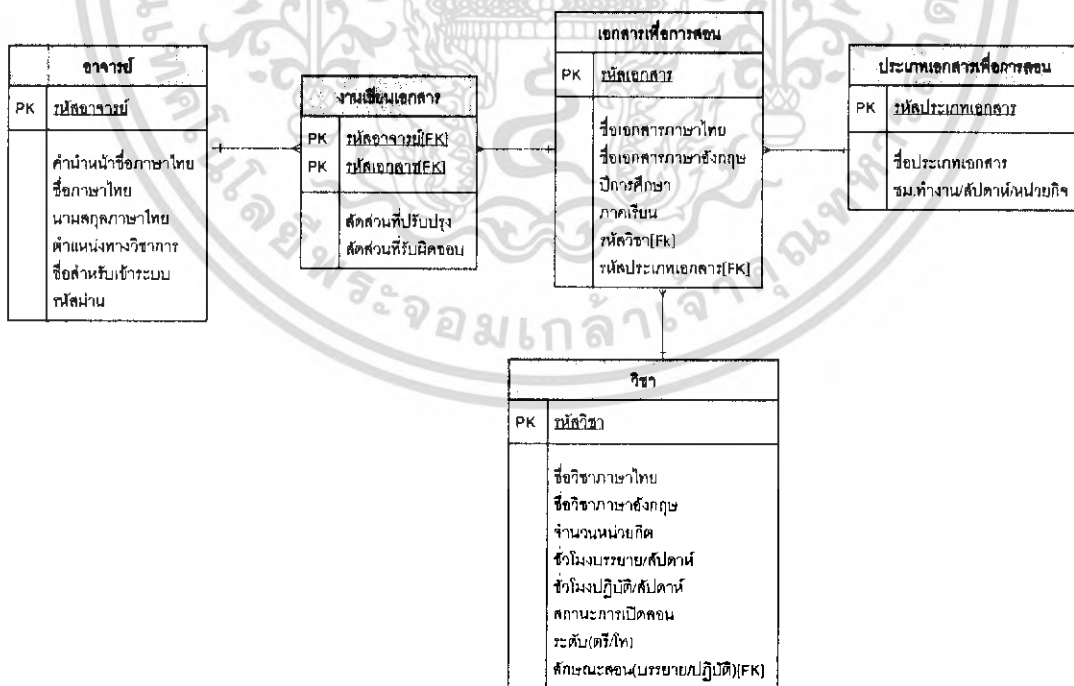 อาจารย์
PK รหัสอาจารย์
คำนำหน้าชื่อภาษาไทย
ชื่อภาษาไทย
นามสกุลภาษาไทย
ตำแหน่งทางวิชาการ
ชื่อสำหรับเข้าระบบ
รหัสผ่าน
งานเขียนเอกสาร
PK รหัสอาจารย์[FK]
PK รหัสเอกสาร[FK]
สัดส่วนที่ปรับปรุง
สัดส่วนที่รับผิดชอบ
เอกสารเพื่อการสอน
PK รหัสเอกสาร
ชื่อเอกสารภาษาไทย
ชื่อเอกสารภาษาอังกฤษ
ปีการศึกษา
ภาคเรียน
รหัสวิชา[Fk]
รหัสประเภทเอกสาร[FK]
ประเภทเอกสารเพื่อการสอน
PK รหัสประเภทเอกสาร
ชื่อประเภทเอกสาร
ชม.ทำงาน/สัปดาห์/หน่วยกิจ
วิชา
PK รหัสวิชา
ชื่อวิชาภาษาไทย
ชื่อวิชาภาษาอังกฤษ
จำนวนหน่วยกิต
ชั่วโมงบรรยาย/สัปดาห์
ชั่วโมงปฏิบัติ/สัปดาห์
สถานะการเปิดสอน
ระดับ(ตรี/โท)
ลักษณะสอน(บรรยาย/ปฏิบัติ)[FK]
พระจอมเกล้าเจ้าคุณทหาร